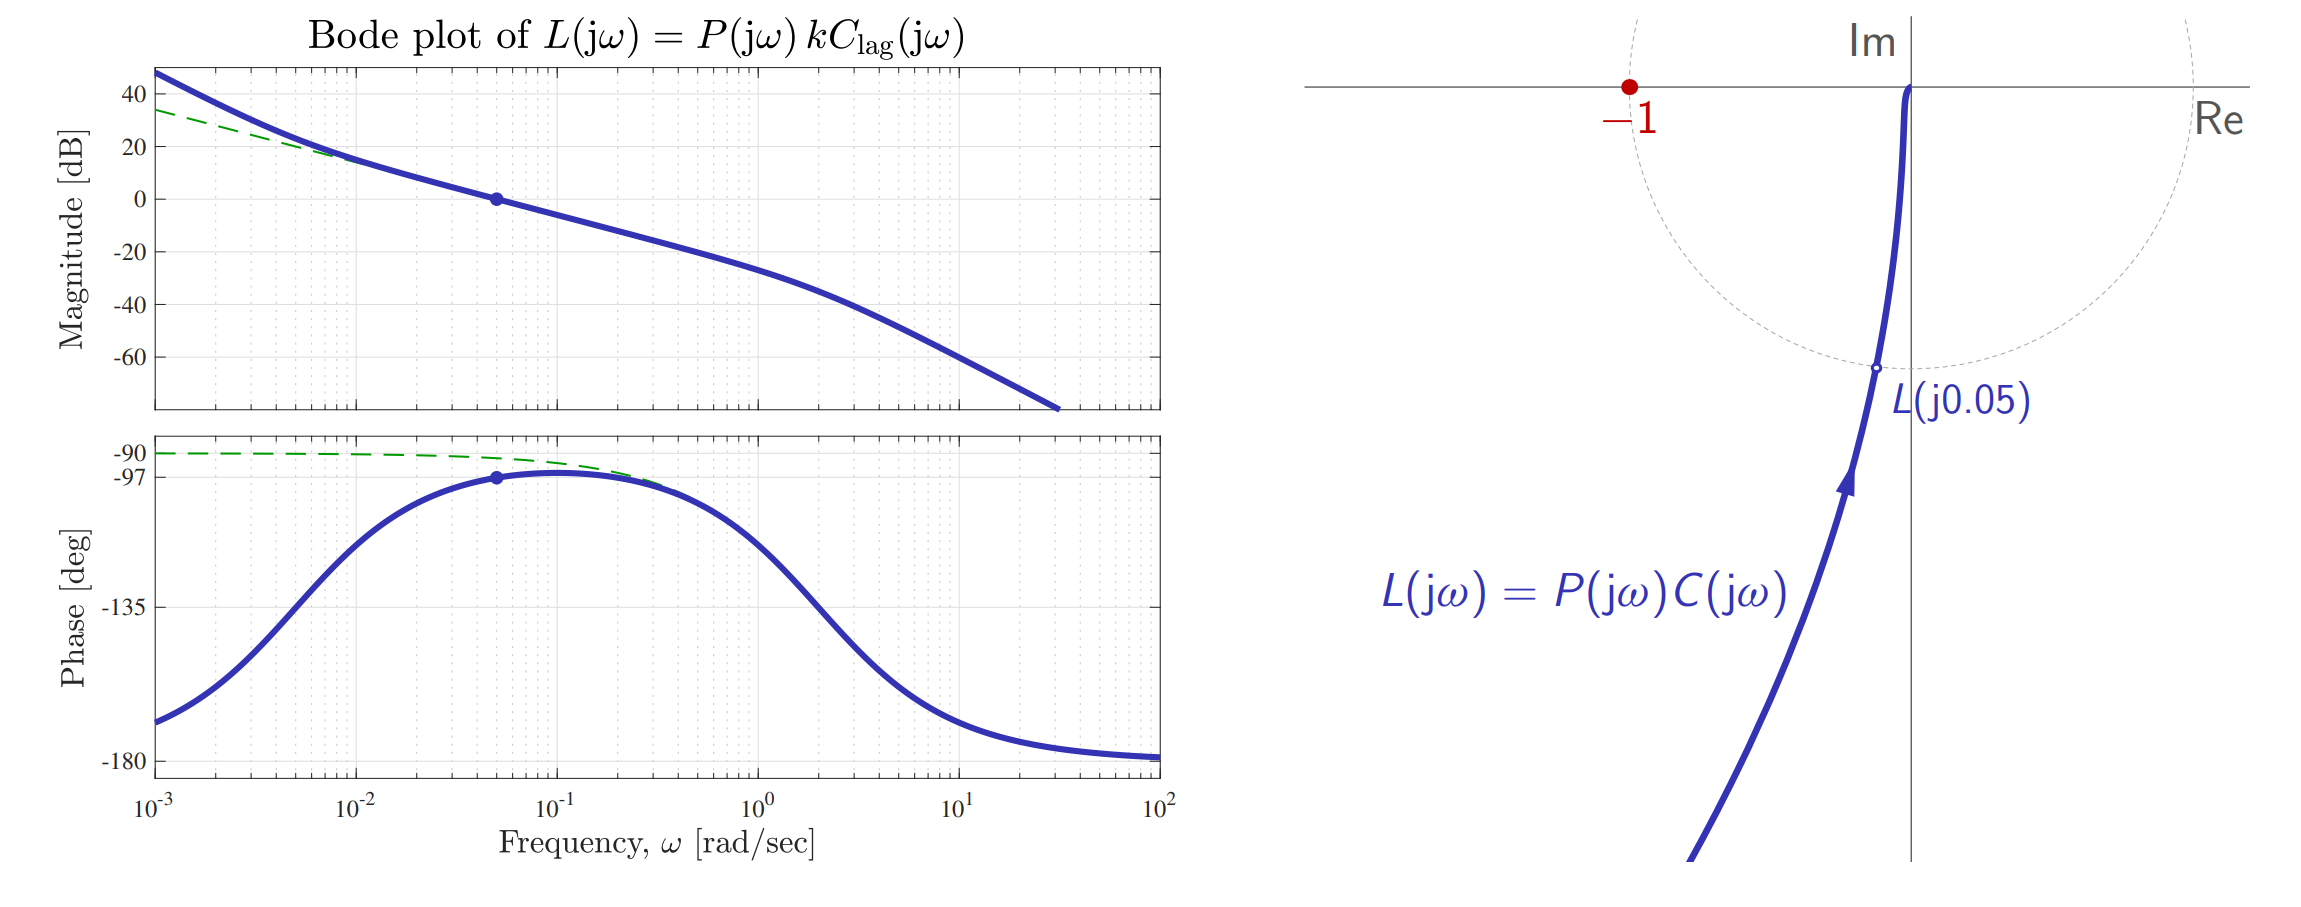 Bode plot of L(jω) = P(jω) kC_lag(jω)
40
20
0
-20
-40
-60
Magnitude [dB]
-90
-97
-135
-180
Phase [deg]
10^-3 10^-2 10^-1 10^0 10^1 10^2
Frequency, ω [rad/sec]
Im
−1
Re
L(j0.05)
L(jω) = P(jω)C(jω)